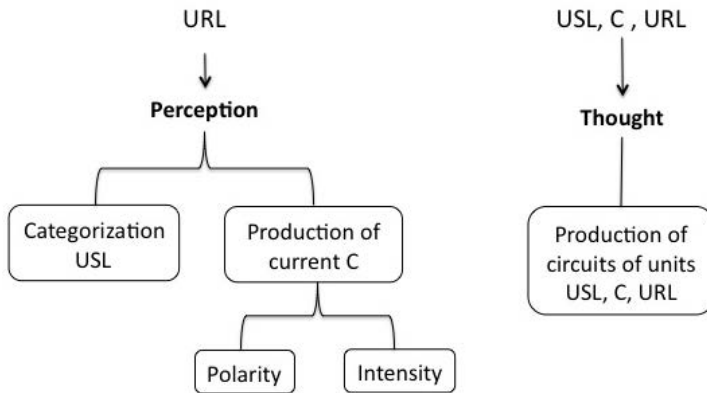 URL
Perception
Categorization
USL
Production of
current C
Polarity
Intensity
USL, C , URL
Thought
Production of
circuits of units
USL, C, URL